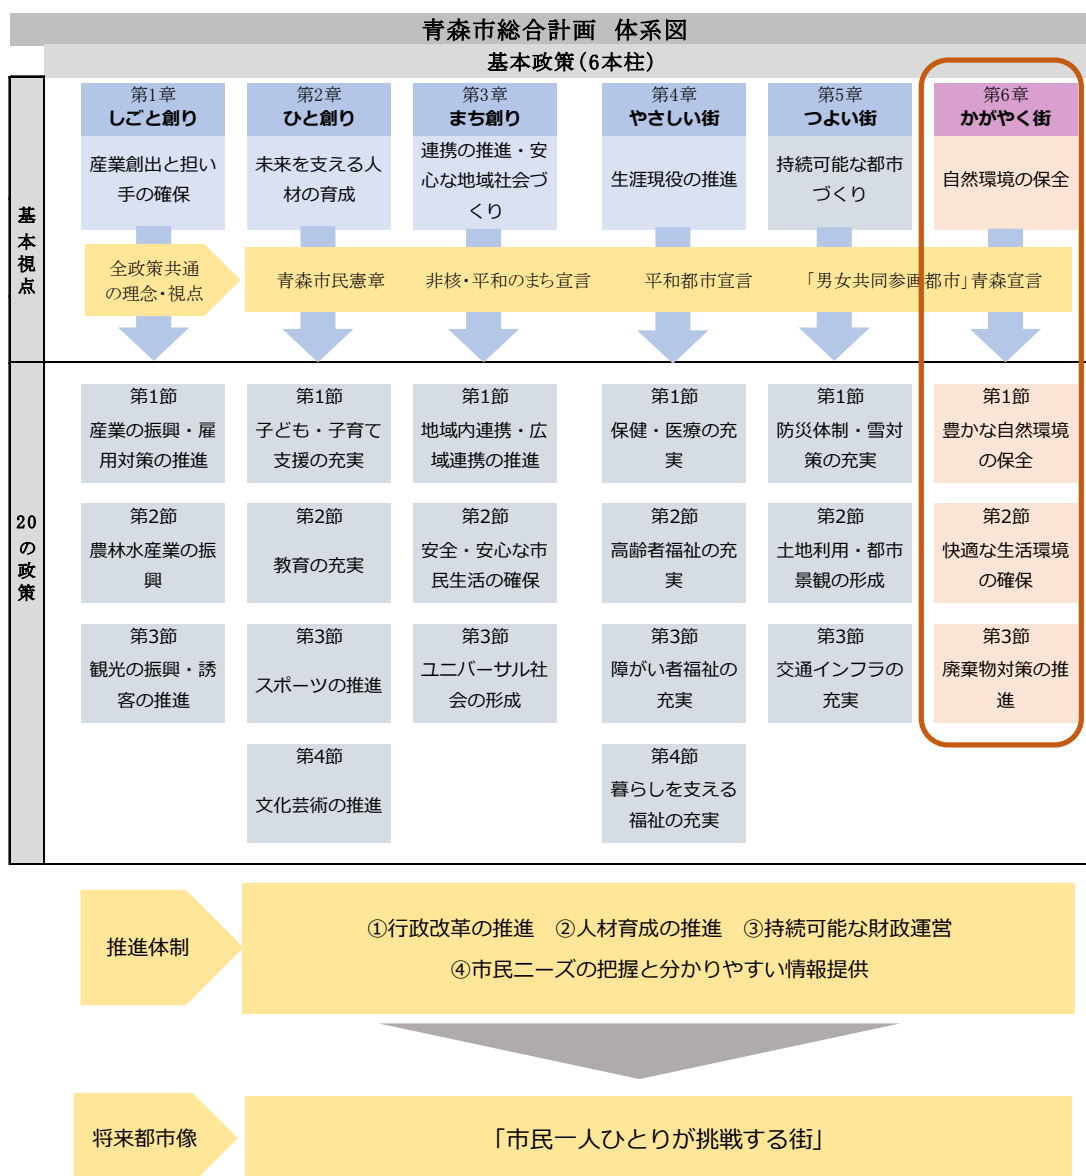 青森市総合計画 体系図
基本政策(6本柱)
基本視点
第1章
しごと創り
産業創出と担い
手の確保
第2章
ひと創り
未来を支える人
材の育成
第3章
まち創り
連携の推進・安
心な地域社会づ
くり
第4章
やさしい街
生涯現役の推進
第5章
つよい街
持続可能な都市
づくり
第6章
かがやく街
自然環境の保全
全政策共通
の理念・視点
青森市民憲章
非核・平和のまち宣言
平和都市宣言
「男女共同参画都市」青森宣言
20の政策
第1節
産業の振興・雇
用対策の推進
第2節
農林水産業の振
興
第3節
観光の振興・誘
客の推進
第1節
子ども・子育て
支援の充実
第2節
教育の充実
第3節
スポーツの推進
第4節
文化芸術の推進
第1節
地域内連携・広
域連携の推進
第2節
安全・安心な市
民生活の確保
第3節
ユニバーサル社
会の形成
第1節
保健・医療の充
実
第2節
高齢者福祉の充
実
第3節
障がい者福祉の
充実
第4節
暮らしを支える
福祉の充実
第1節
防災体制・雪対
策の充実
第2節
土地利用・都市
景観の形成
第3節
交通インフラの
充実
第1節
豊かな自然環境
の保全
第2節
快適な生活環境
の確保
第3節
廃棄物対策の推
進
推進体制
①行政改革の推進 ②人材育成の推進 ③持続可能な財政運営
④市民ニーズの把握と分かりやすい情報提供
将来都市像
「市民一人ひとりが挑戦する街」